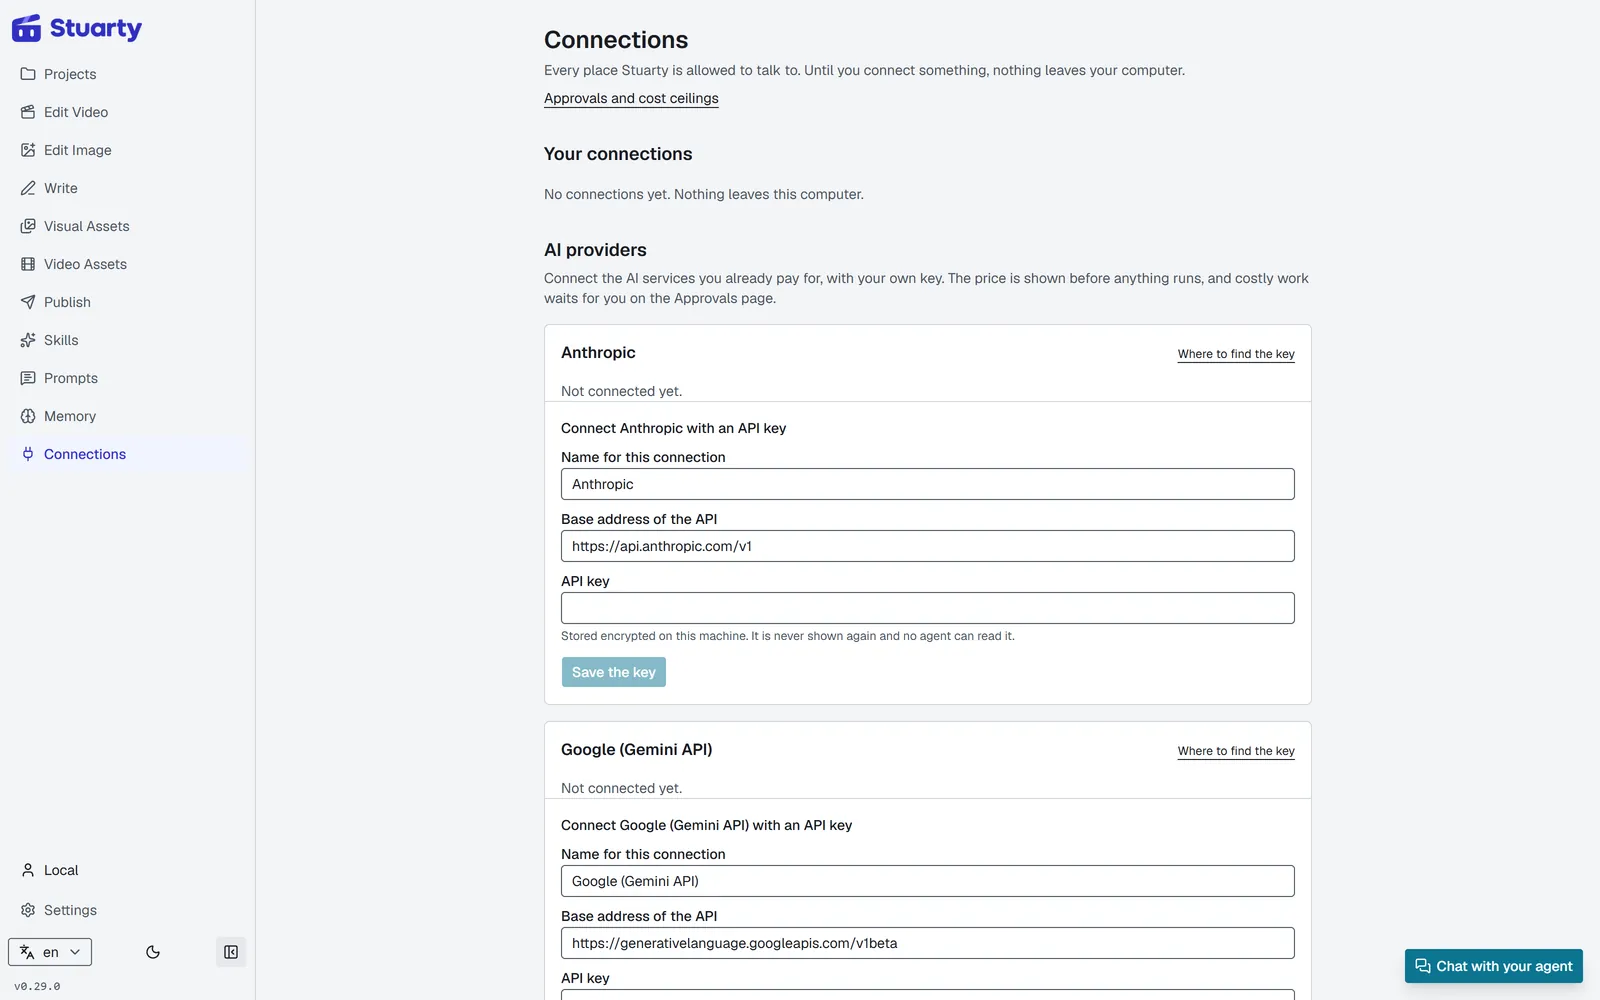 Stuarty
Projects
Edit Video
Edit Image
Write
Visual Assets
Video Assets
Publish
Skills
Prompts
Memory
Connections
Local
Settings
en
v0.29.0
Connections
Every place Stuarty is allowed to talk to. Until you connect something, nothing leaves your computer.
Approvals and cost ceilings
Your connections
No connections yet. Nothing leaves this computer.
AI providers
Connect the AI services you already pay for, with your own key. The price is shown before anything runs, and costly work
waits for you on the Approvals page.
Anthropic
Where to find the key
Not connected yet.
Connect Anthropic with an API key
Name for this connection
Anthropic
Base address of the API
https://api.anthropic.com/v1
API key
Stored encrypted on this machine. It is never shown again and no agent can read it.
Save the key
Google (Gemini API)
Where to find the key
Not connected yet.
Connect Google (Gemini API) with an API key
Name for this connection
Google (Gemini API)
Base address of the API
https://generativelanguage.googleapis.com/v1beta
API key
Chat with your agent